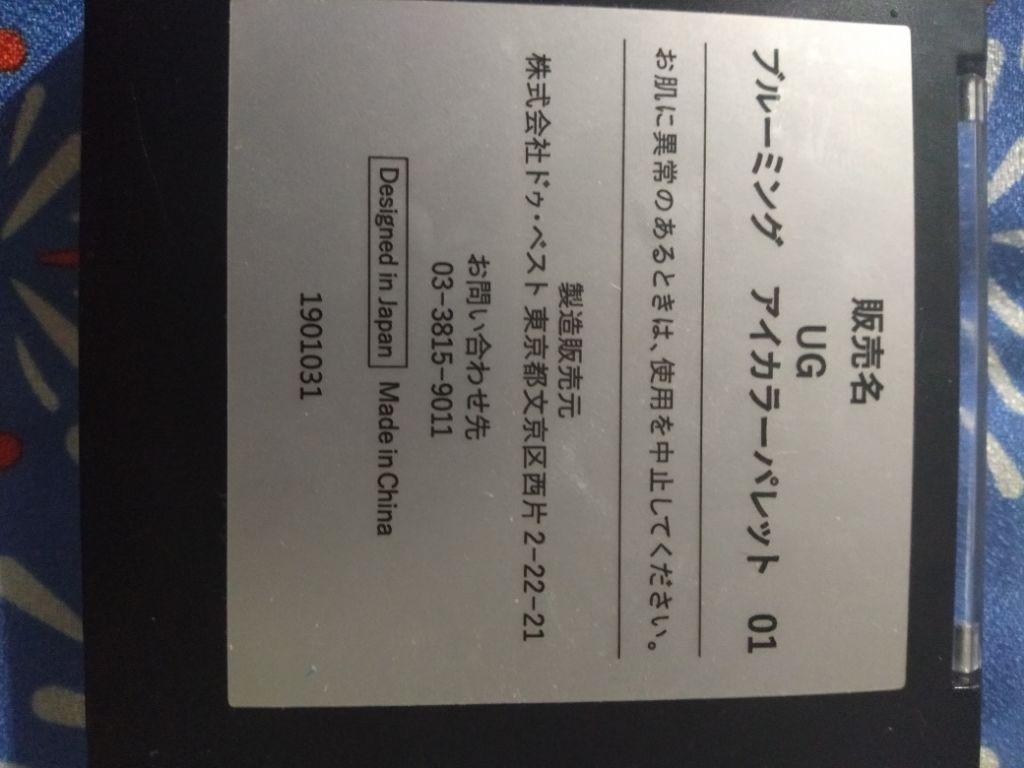 販売名
UG
ブルーミング アイカラーパレット 01
お肌に異常のあるときは、使用を中止してください。
製造販売元
株式会社ドゥ・ベスト 東京都文京区西片2-22-21
お問い合わせ先
03-3815-9011
Designed in Japan Made in China
1901031